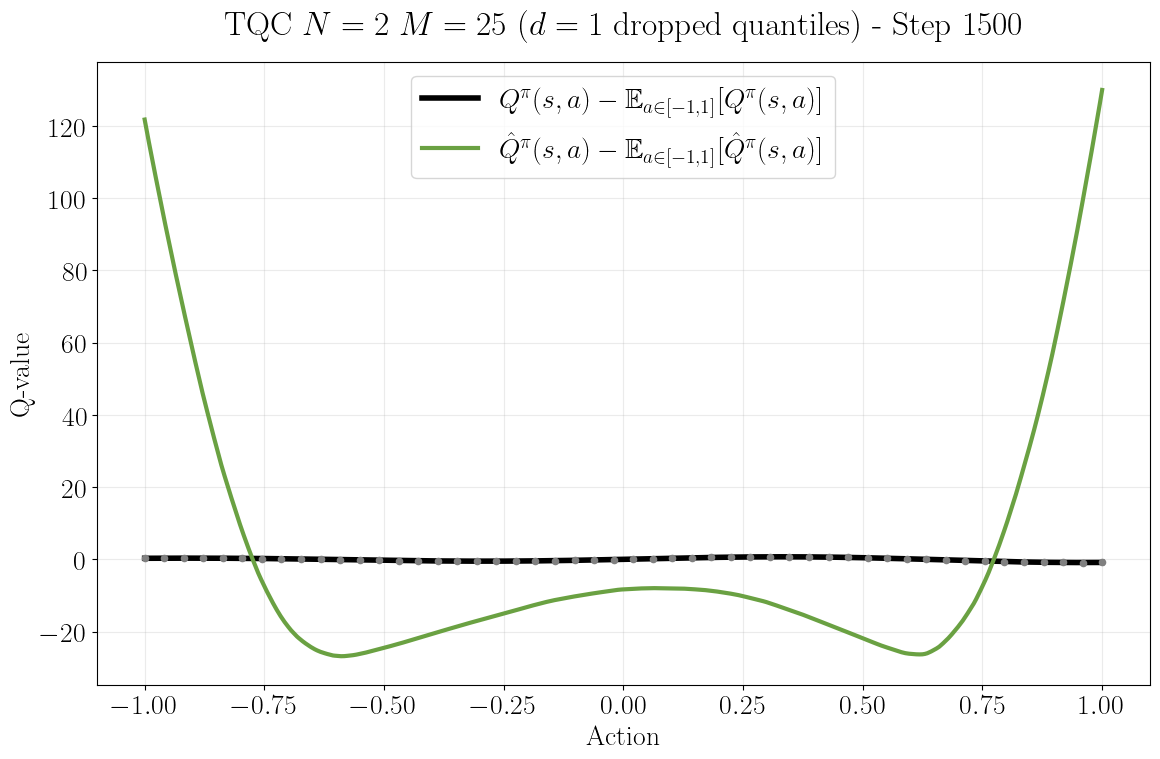 TQC N = 2 M = 25 (d = 1 dropped quantiles) - Step 1500
Q^π(s, a) − 𝔼_{a∈[−1,1]}[Q^π(s, a)]
Q̂^π(s, a) − 𝔼_{a∈[−1,1]}[Q̂^π(s, a)]
Q-value
120
100
80
60
40
20
0
−20
−1.00 −0.75 −0.50 −0.25 0.00 0.25 0.50 0.75 1.00
Action